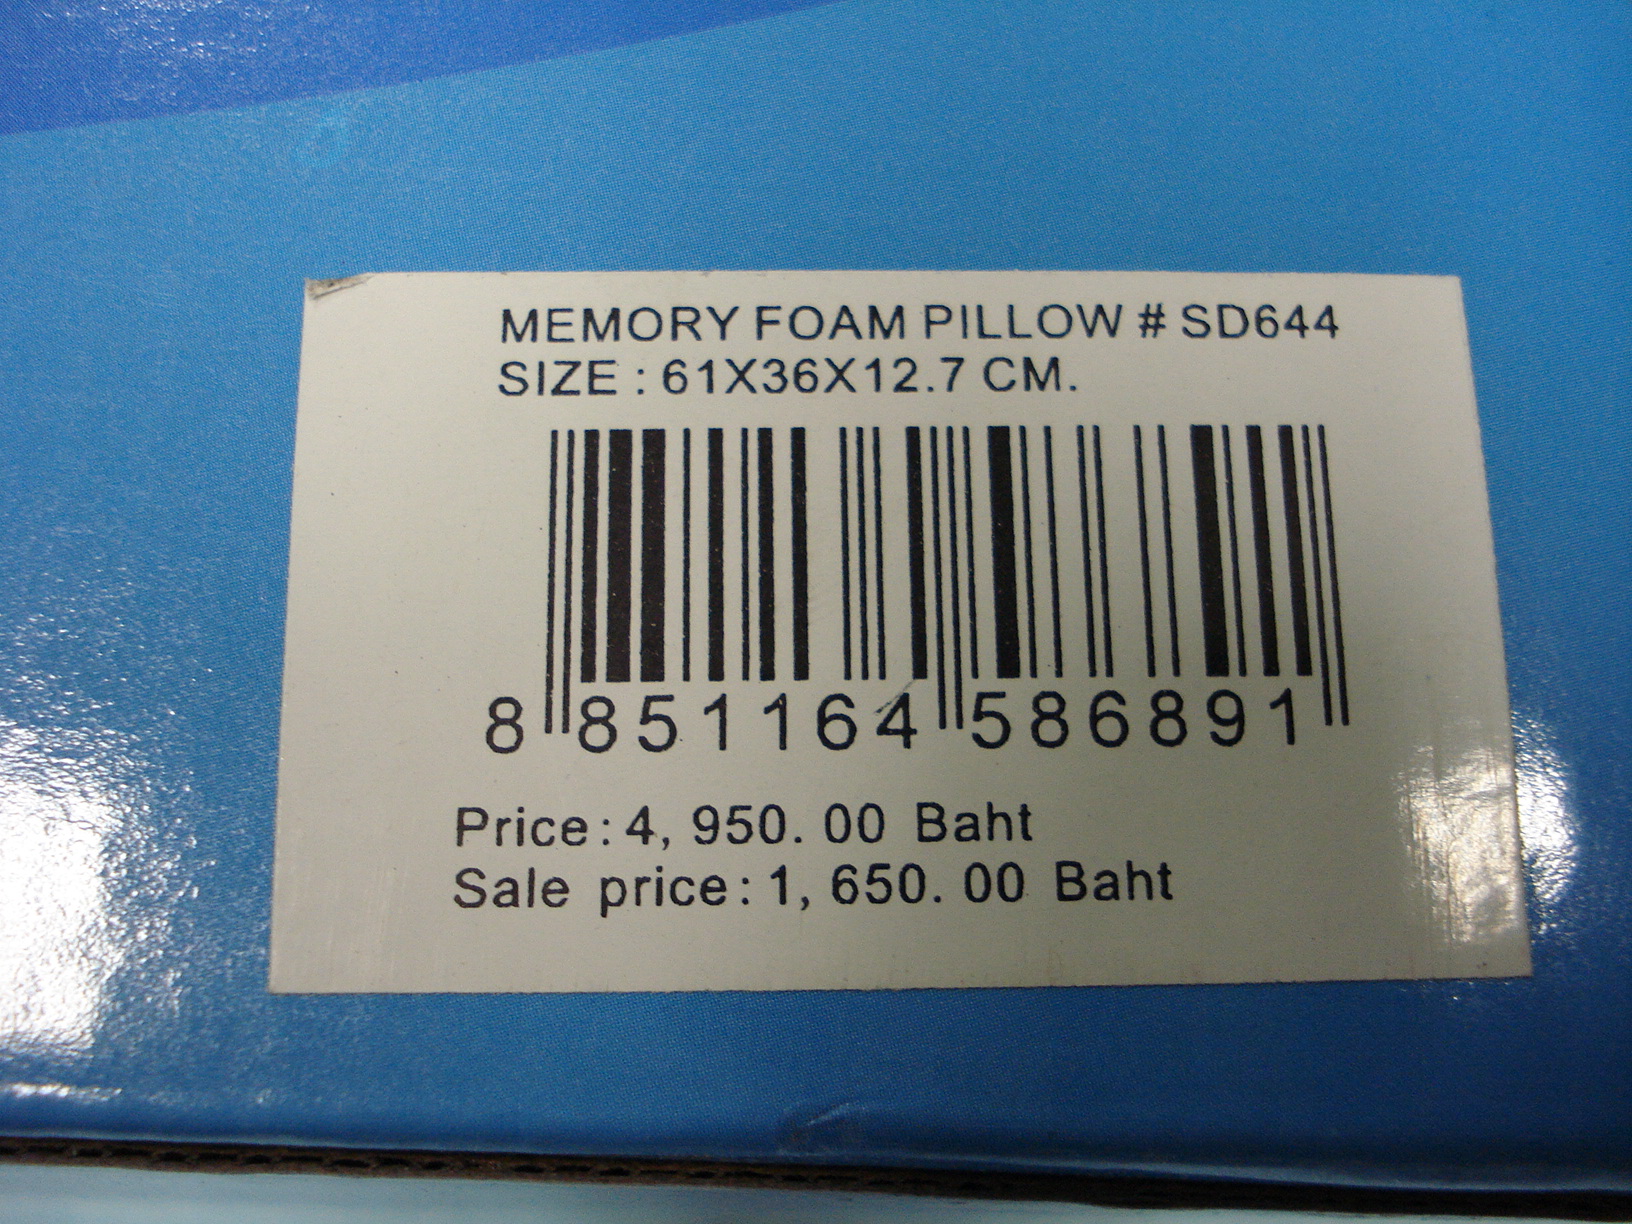 MEMORY FOAM PILLOW # SD644
SIZE : 61X36X12.7 CM.
8 851164 586891
Price: 4, 950. 00 Baht
Sale price: 1, 650. 00 Baht